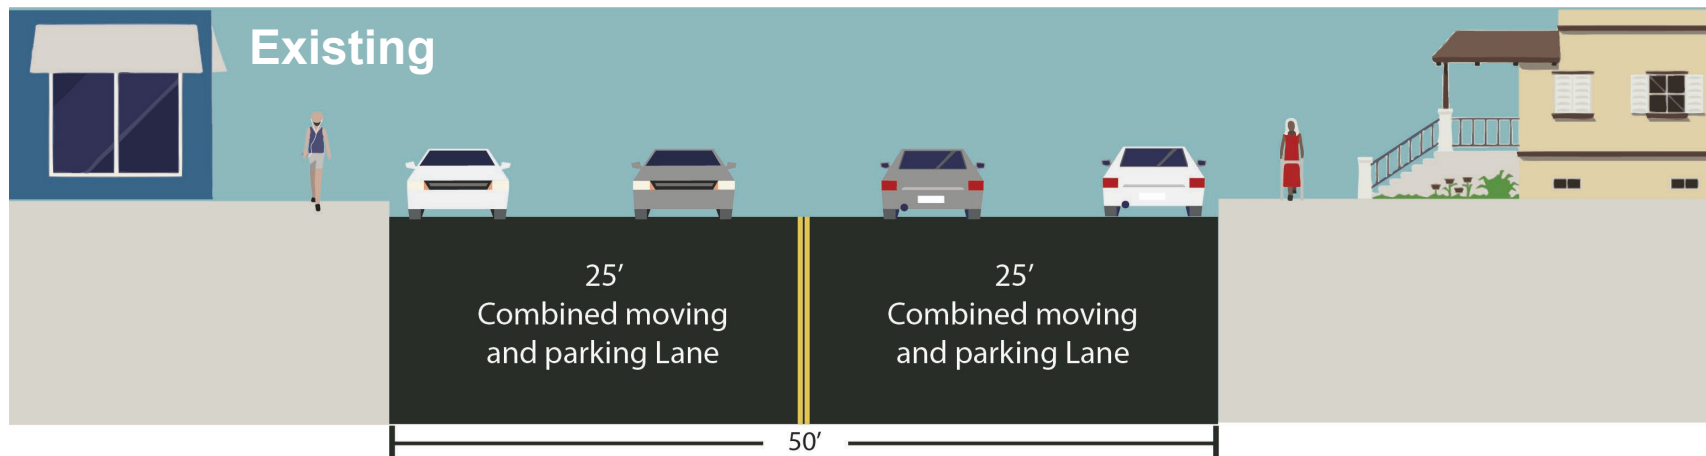 Existing
25’
Combined moving
and parking Lane
25’
Combined moving
and parking Lane
50’